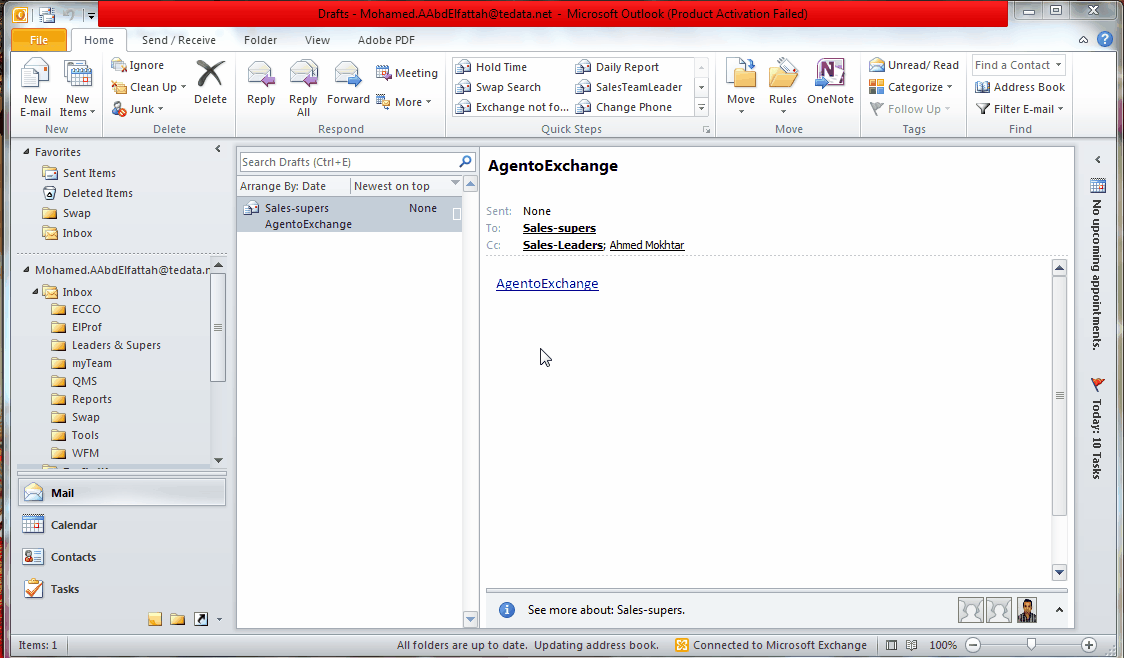 Drafts - Mohamed.AAbdElfattah@tedata.net - Microsoft Outlook (Product Activation Failed)
File Home Send / Receive Folder View Adobe PDF
New E-mail
New Items
New
Ignore
Clean Up
Junk
Delete
Delete
Reply
Reply All
Forward
Meeting
More
Respond
Hold Time
Swap Search
Exchange not fo...
Daily Report
SalesTeamLeader
Change Phone
Quick Steps
Move
Rules
OneNote
Move
Unread/ Read
Categorize
Follow Up
Tags
Find a Contact
Address Book
Filter E-mail
Find
Favorites
Sent Items
Deleted Items
Swap
Inbox
Mohamed.AAbdElfattah@tedata.n
Inbox
ECCO
ElProf
Leaders & Supers
myTeam
QMS
Reports
Swap
Tools
WFM
Mail
Calendar
Contacts
Tasks
Search Drafts (Ctrl+E)
Arrange By: Date Newest on top
Sales-supers None
AgentoExchange
AgentoExchange
Sent: None
To: Sales-supers
Cc: Sales-Leaders; Ahmed Mokhtar
AgentoExchange
See more about: Sales-supers.
No upcoming appointments.
Today: 10 Tasks
Items: 1 All folders are up to date. Updating address book. Connected to Microsoft Exchange 100%